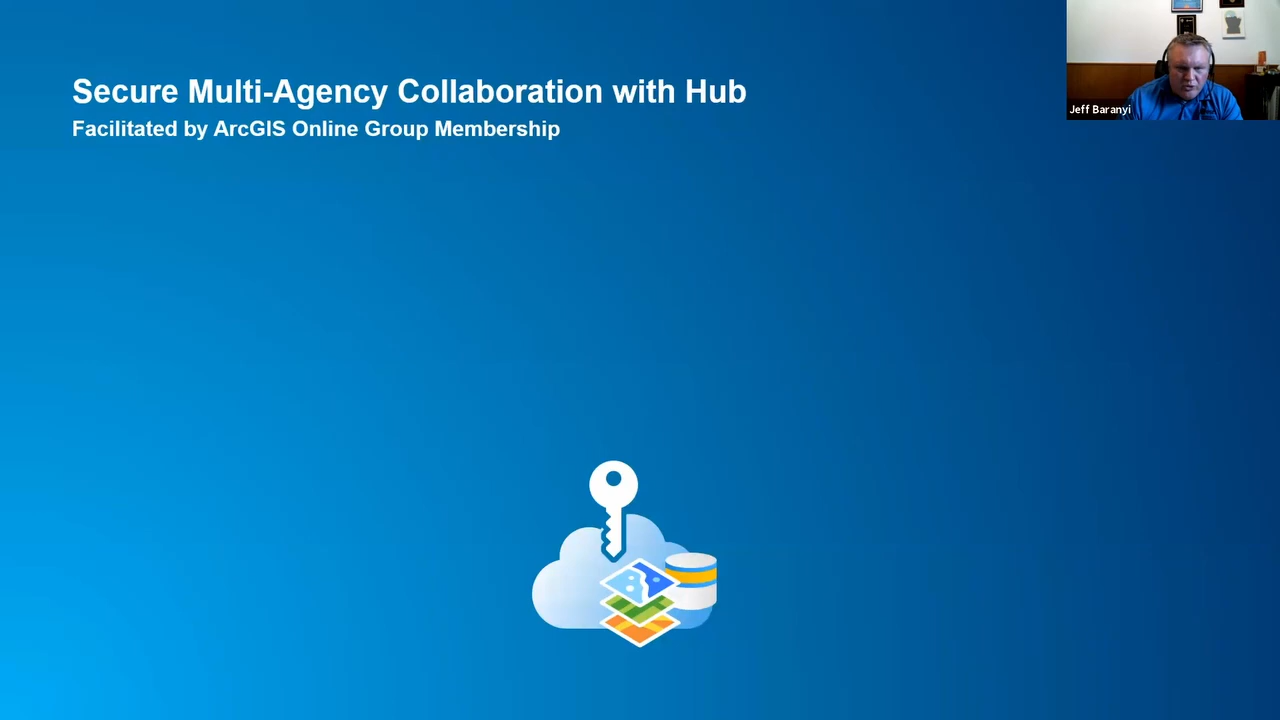 Secure Multi-Agency Collaboration with Hub
Facilitated by ArcGIS Online Group Membership
Jeff Baranyi